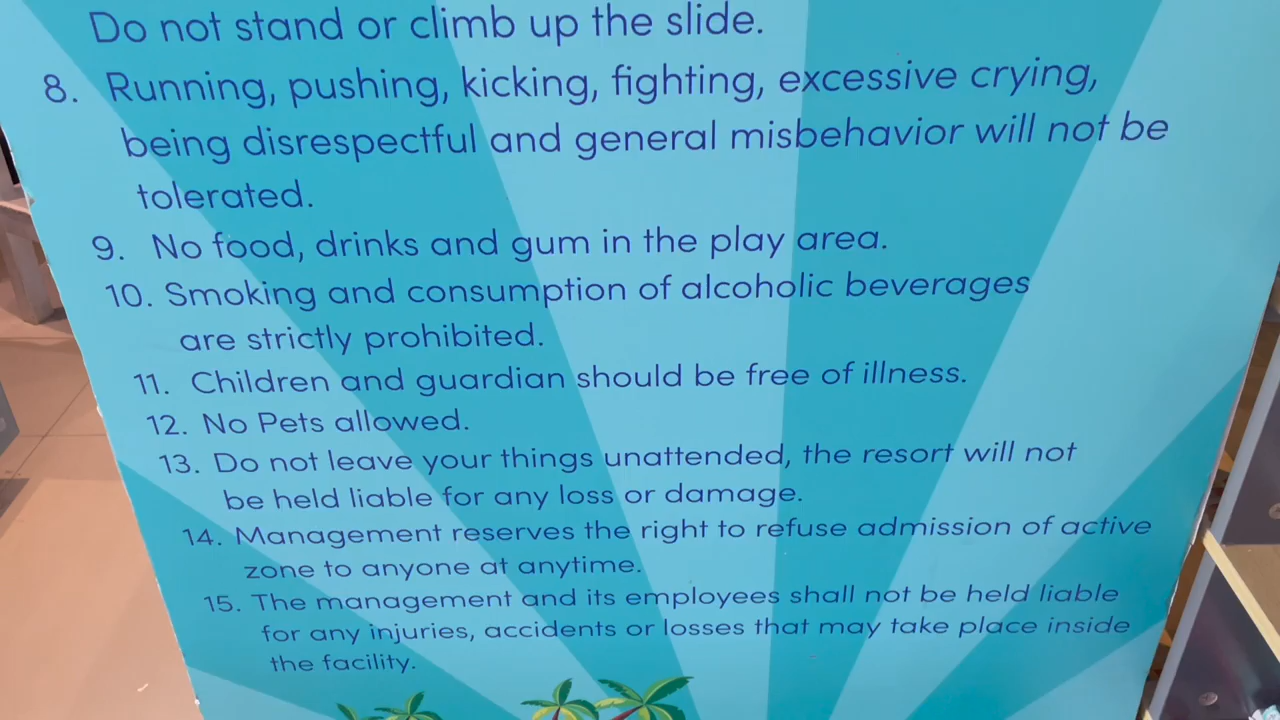 Do not stand or climb up the slide.
8. Running, pushing, kicking, fighting, excessive crying,
being disrespectful and general misbehavior will not be
tolerated.
9. No food, drinks and gum in the play area.
10. Smoking and consumption of alcoholic beverages
are strictly prohibited.
11. Children and guardian should be free of illness.
12. No Pets allowed.
13. Do not leave your things unattended, the resort will not
be held liable for any loss or damage.
14. Management reserves the right to refuse admission of active
zone to anyone at anytime.
15. The management and its employees shall not be held liable
for any injuries, accidents or losses that may take place inside
the facility.